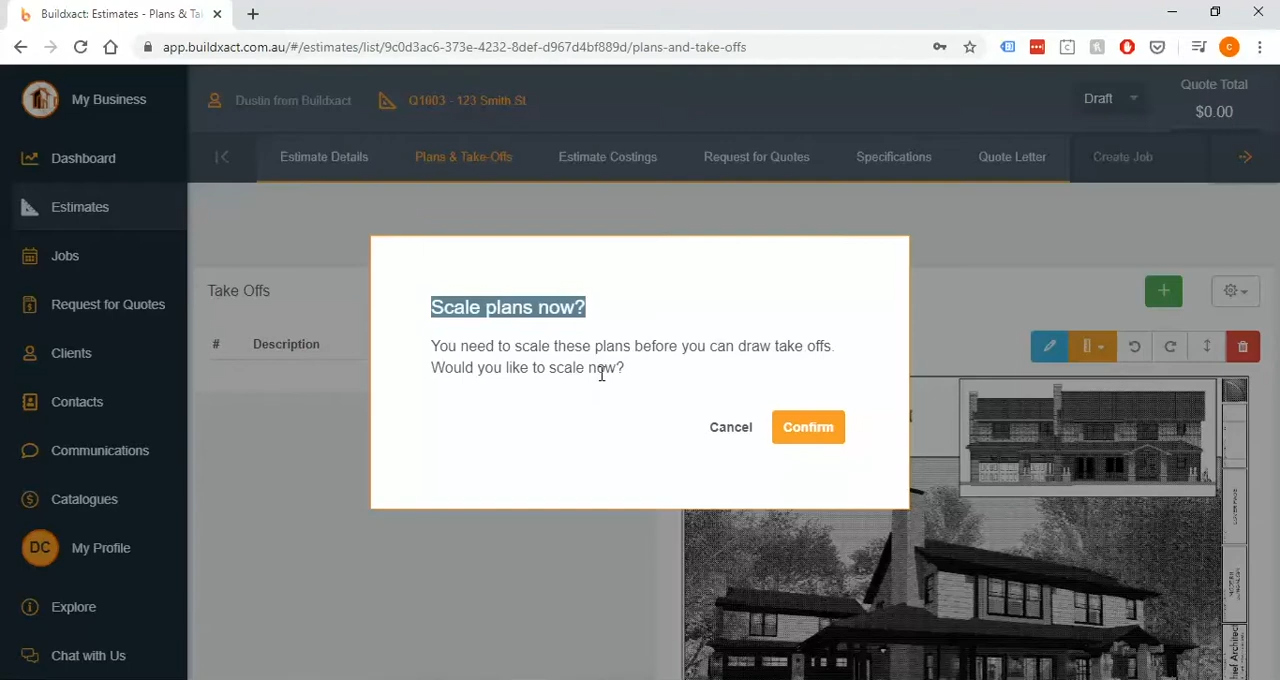 Buildxact: Estimates - Plans & Ta
app.buildxact.com.au/#/estimates/list/9c0d3ac6-373e-4232-8def-d967d4bf889d/plans-and-take-offs
C
My Business
Dustin from Buildxact
Q1003 - 123 Smith St
Draft
Quote Total
$0.00
Estimate Details
Plans & Take-Offs
Estimate Costings
Request for Quotes
Specifications
Quote Letter
Create Job
Dashboard
Estimates
Jobs
Request for Quotes
Clients
Contacts
Communications
Catalogues
DC
My Profile
Explore
Chat with Us
Take Offs
#
Description
Scale plans now?
You need to scale these plans before you can draw take offs.
Would you like to scale now?
Cancel
Confirm